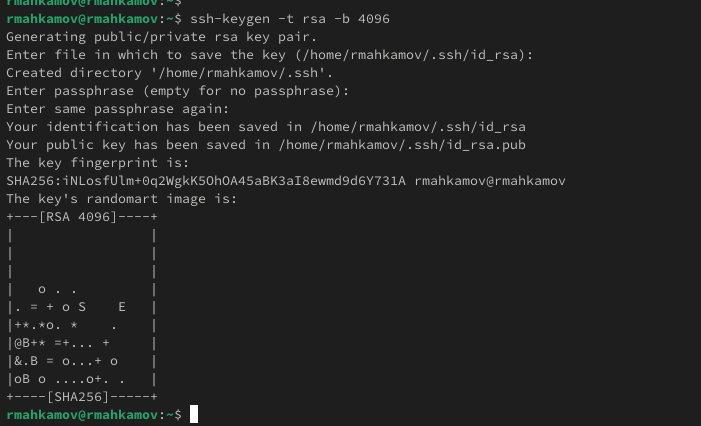 rmahkamov@rmahkamov:~$
rmahkamov@rmahkamov:~$ ssh-keygen -t rsa -b 4096
Generating public/private rsa key pair.
Enter file in which to save the key (/home/rmahkamov/.ssh/id_rsa):
Created directory '/home/rmahkamov/.ssh'.
Enter passphrase (empty for no passphrase):
Enter same passphrase again:
Your identification has been saved in /home/rmahkamov/.ssh/id_rsa
Your public key has been saved in /home/rmahkamov/.ssh/id_rsa.pub
The key fingerprint is:
SHA256:iNLosfUlm+0q2WgkK5OhOA45aBK3aI8ewmd9d6Y731A rmahkamov@rmahkamov
The key's randomart image is:
+---[RSA 4096]----+
|                 |
|                 |
|                 |
|   o . .         |
|. = + o S    E   |
|+*.*o. *    .    |
|@B+* =+... +     |
|&.B = o...+ o    |
|oB o ....o+. .   |
+----[SHA256]-----+
rmahkamov@rmahkamov:~$